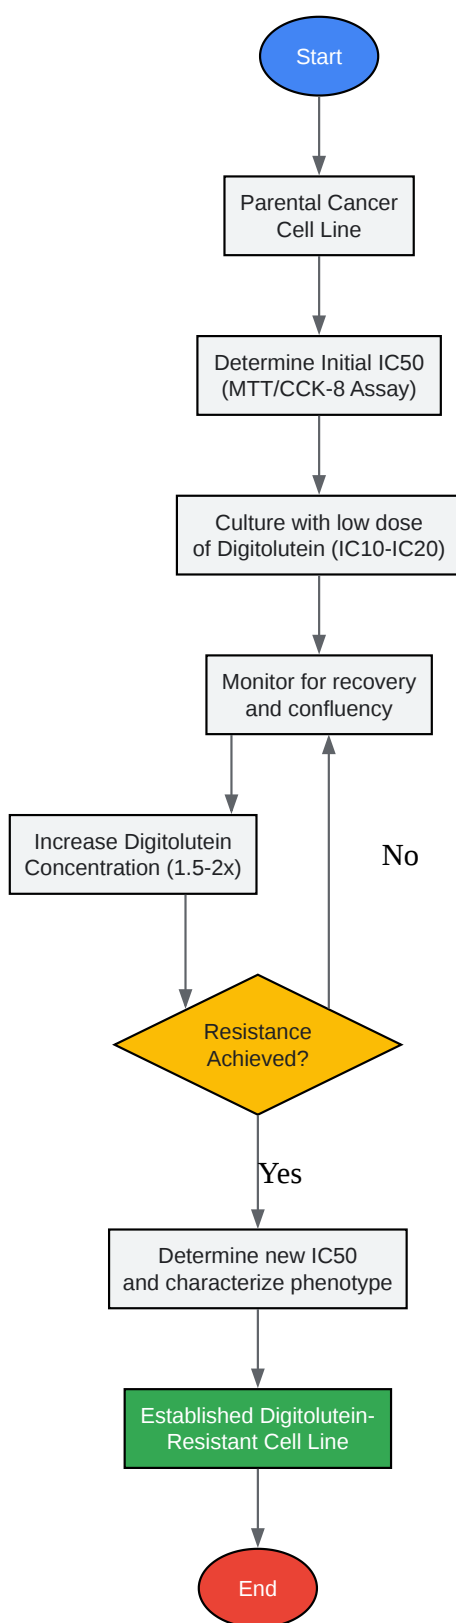 Start
Parental Cancer
Cell Line
Determine Initial IC50
(MTT/CCK-8 Assay)
Culture with low dose
of Digitolutein (IC10-IC20)
Monitor for recovery
and confluency
Increase Digitolutein
Concentration (1.5-2x)
No
Resistance
Achieved?
Yes
Determine new IC50
and characterize phenotype
Established Digitolutein-
Resistant Cell Line
End